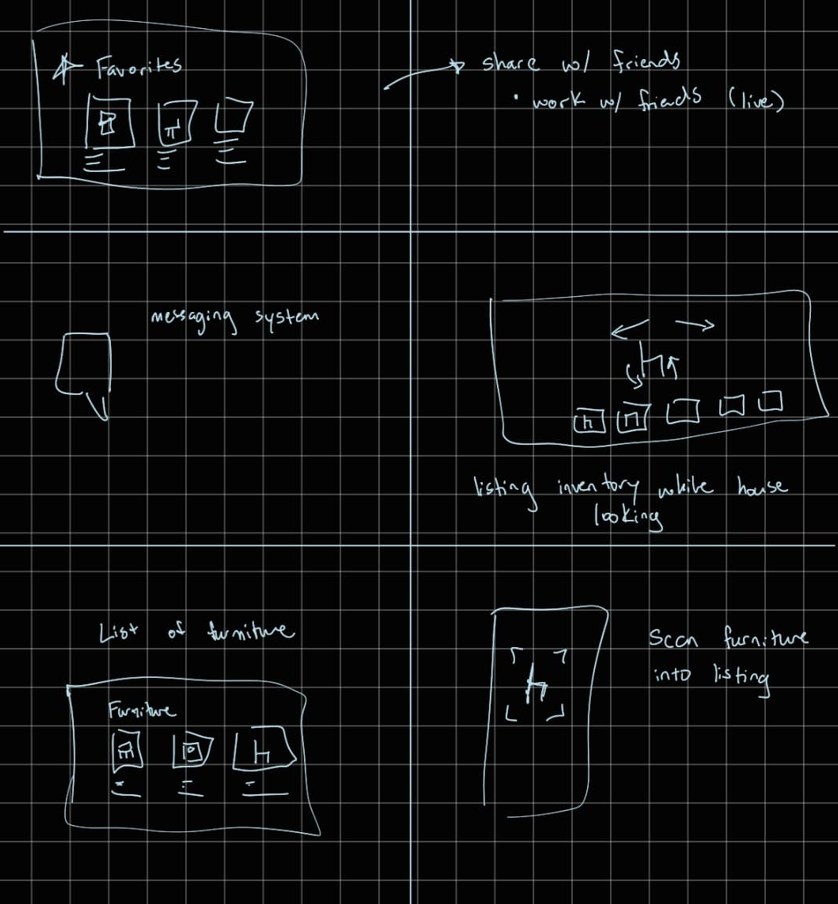 Favorites
share w/ friends
• work w/ friends (live)
messaging system
listing inventory while house
looking
List of furniture
Furniture
Scan furniture
into listing